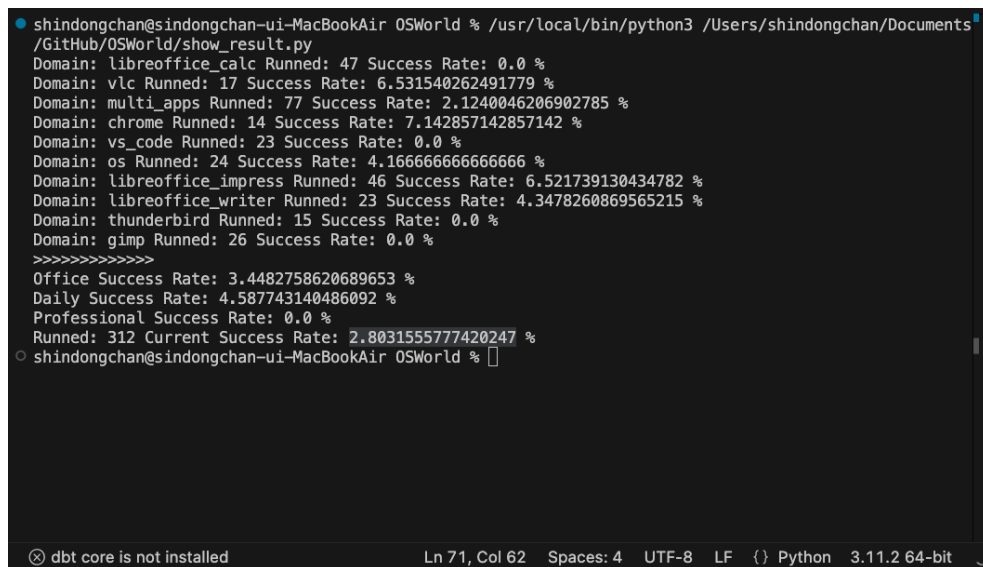 shindongchan@sindongchan-ui-MacBookAir OSWorld % /usr/local/bin/python3 /Users/shindongchan/Documents
/GitHub/OSWorld/show_result.py
Domain: libreoffice_calc Runned: 47 Success Rate: 0.0 %
Domain: vlc Runned: 17 Success Rate: 6.531540262491779 %
Domain: multi_apps Runned: 77 Success Rate: 2.1240046206902785 %
Domain: chrome Runned: 14 Success Rate: 7.142857142857142 %
Domain: vs_code Runned: 23 Success Rate: 0.0 %
Domain: os Runned: 24 Success Rate: 4.166666666666666 %
Domain: libreoffice_impress Runned: 46 Success Rate: 6.521739130434782 %
Domain: libreoffice_writer Runned: 23 Success Rate: 4.3478260869565215 %
Domain: thunderbird Runned: 15 Success Rate: 0.0 %
Domain: gimp Runned: 26 Success Rate: 0.0 %
>>>>>>>>>>>>>
Office Success Rate: 3.4482758620689653 %
Daily Success Rate: 4.587743140486092 %
Professional Success Rate: 0.0 %
Runned: 312 Current Success Rate: 2.8031555777420247 %
shindongchan@sindongchan-ui-MacBookAir OSWorld %
dbt core is not installed Ln 71, Col 62 Spaces: 4 UTF-8 LF {} Python 3.11.2 64-bit